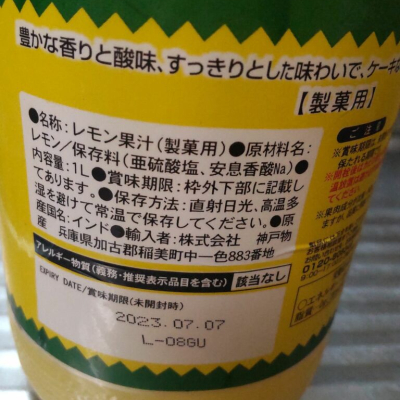 豊かな香りと酸味、すっきりとした味わいで、ケーキな
【製菓用】
●名称:レモン果汁(製菓用)●原材料名:
レモン/保存料(亜硫酸塩、安息香酸Na)●
内容量:1L●賞味期限:枠外下部に記載し
てあります。●保存方法:直射日光、高温多
湿を避けて常温で保存してください。●原
産国名:インド●輸入者:株式会社 神戸物
産 兵庫県加古郡稲美町中一色883番地
アレルギー物質(義務・推奨表示品目を含む) 該当なし
EXPIRY DATE/賞味期限(未開封時)
2023.07.07
L-08GU
ご注意